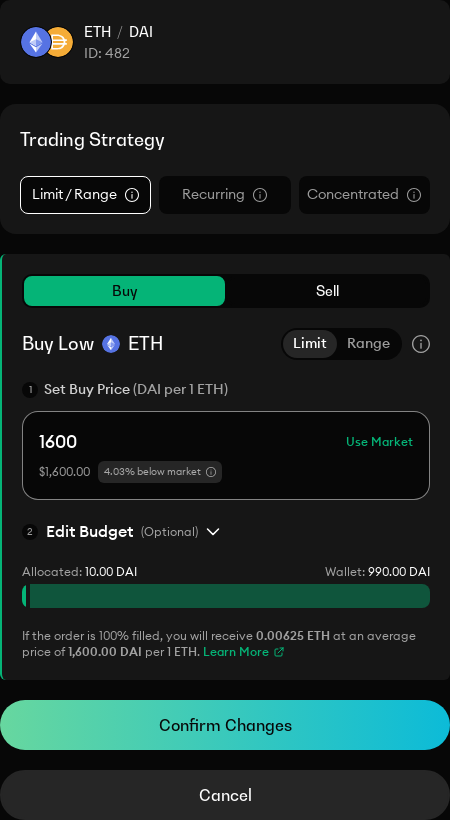 ETH / DAI
ID: 482
Trading Strategy
Limit / Range
Recurring
Concentrated
Buy
Sell
Buy Low ETH
Limit
Range
1 Set Buy Price (DAI per 1 ETH)
1600
Use Market
$1,600.00
4.03% below market
2 Edit Budget (Optional)
Allocated: 10.00 DAI
Wallet: 990.00 DAI
If the order is 100% filled, you will receive 0.00625 ETH at an average
price of 1,600.00 DAI per 1 ETH. Learn More
Confirm Changes
Cancel